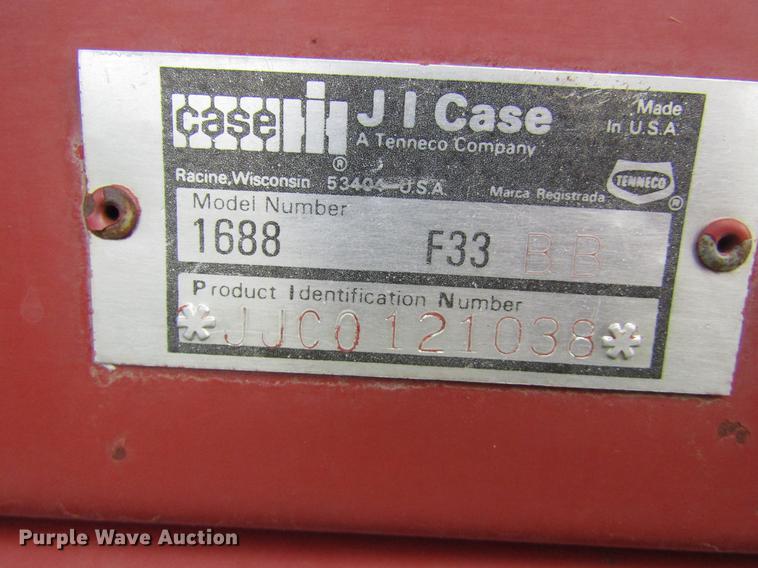 case IH ®
J I Case
A Tenneco Company
Made
In U.S.A.
Racine, Wisconsin 53404 U.S.A.
Marca Registrada
TENNECO ®
Model Number
1688 F33 BB
Product Identification Number
*JJC0121038*
Purple Wave Auction